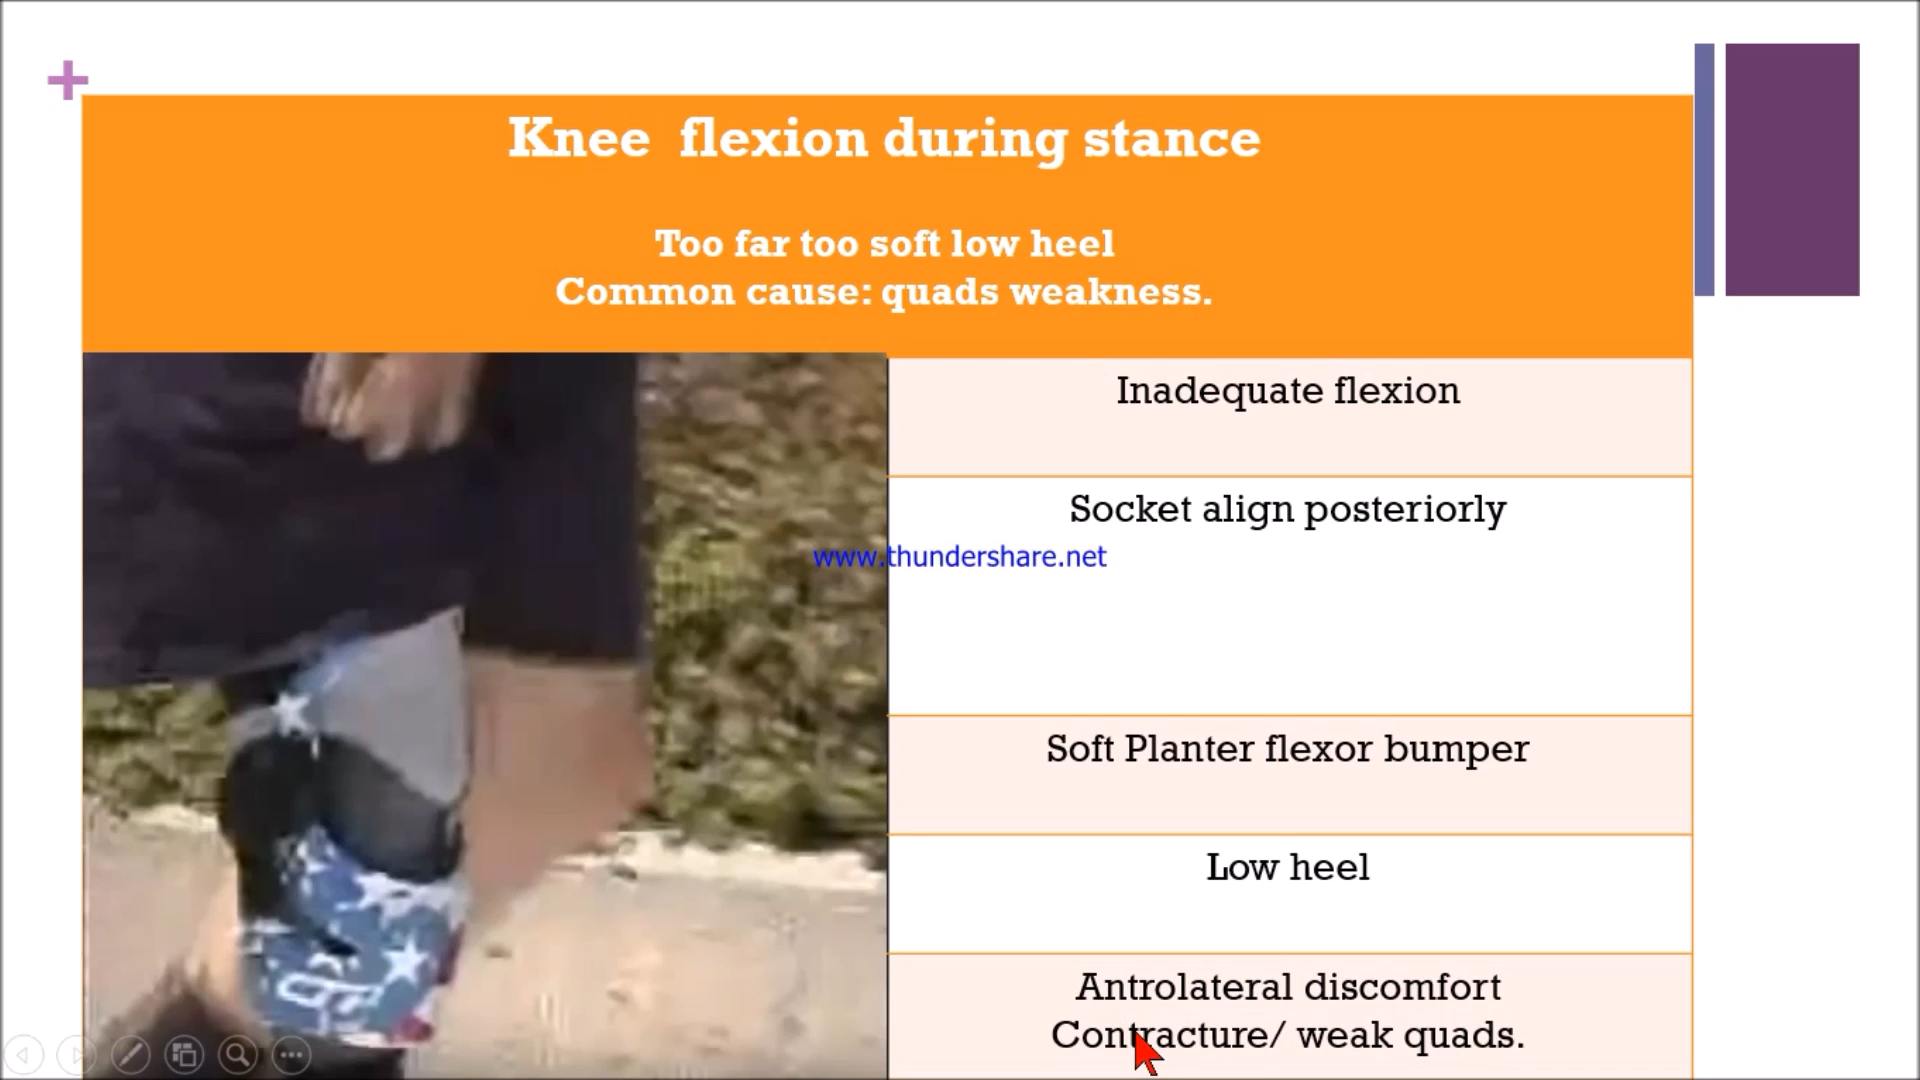 Knee flexion during stance
Too far too soft low heel
Common cause: quads weakness.
Inadequate flexion
Socket align posteriorly
www.thundershare.net
Soft Planter flexor bumper
Low heel
Antrolateral discomfort
Contracture/ weak quads.